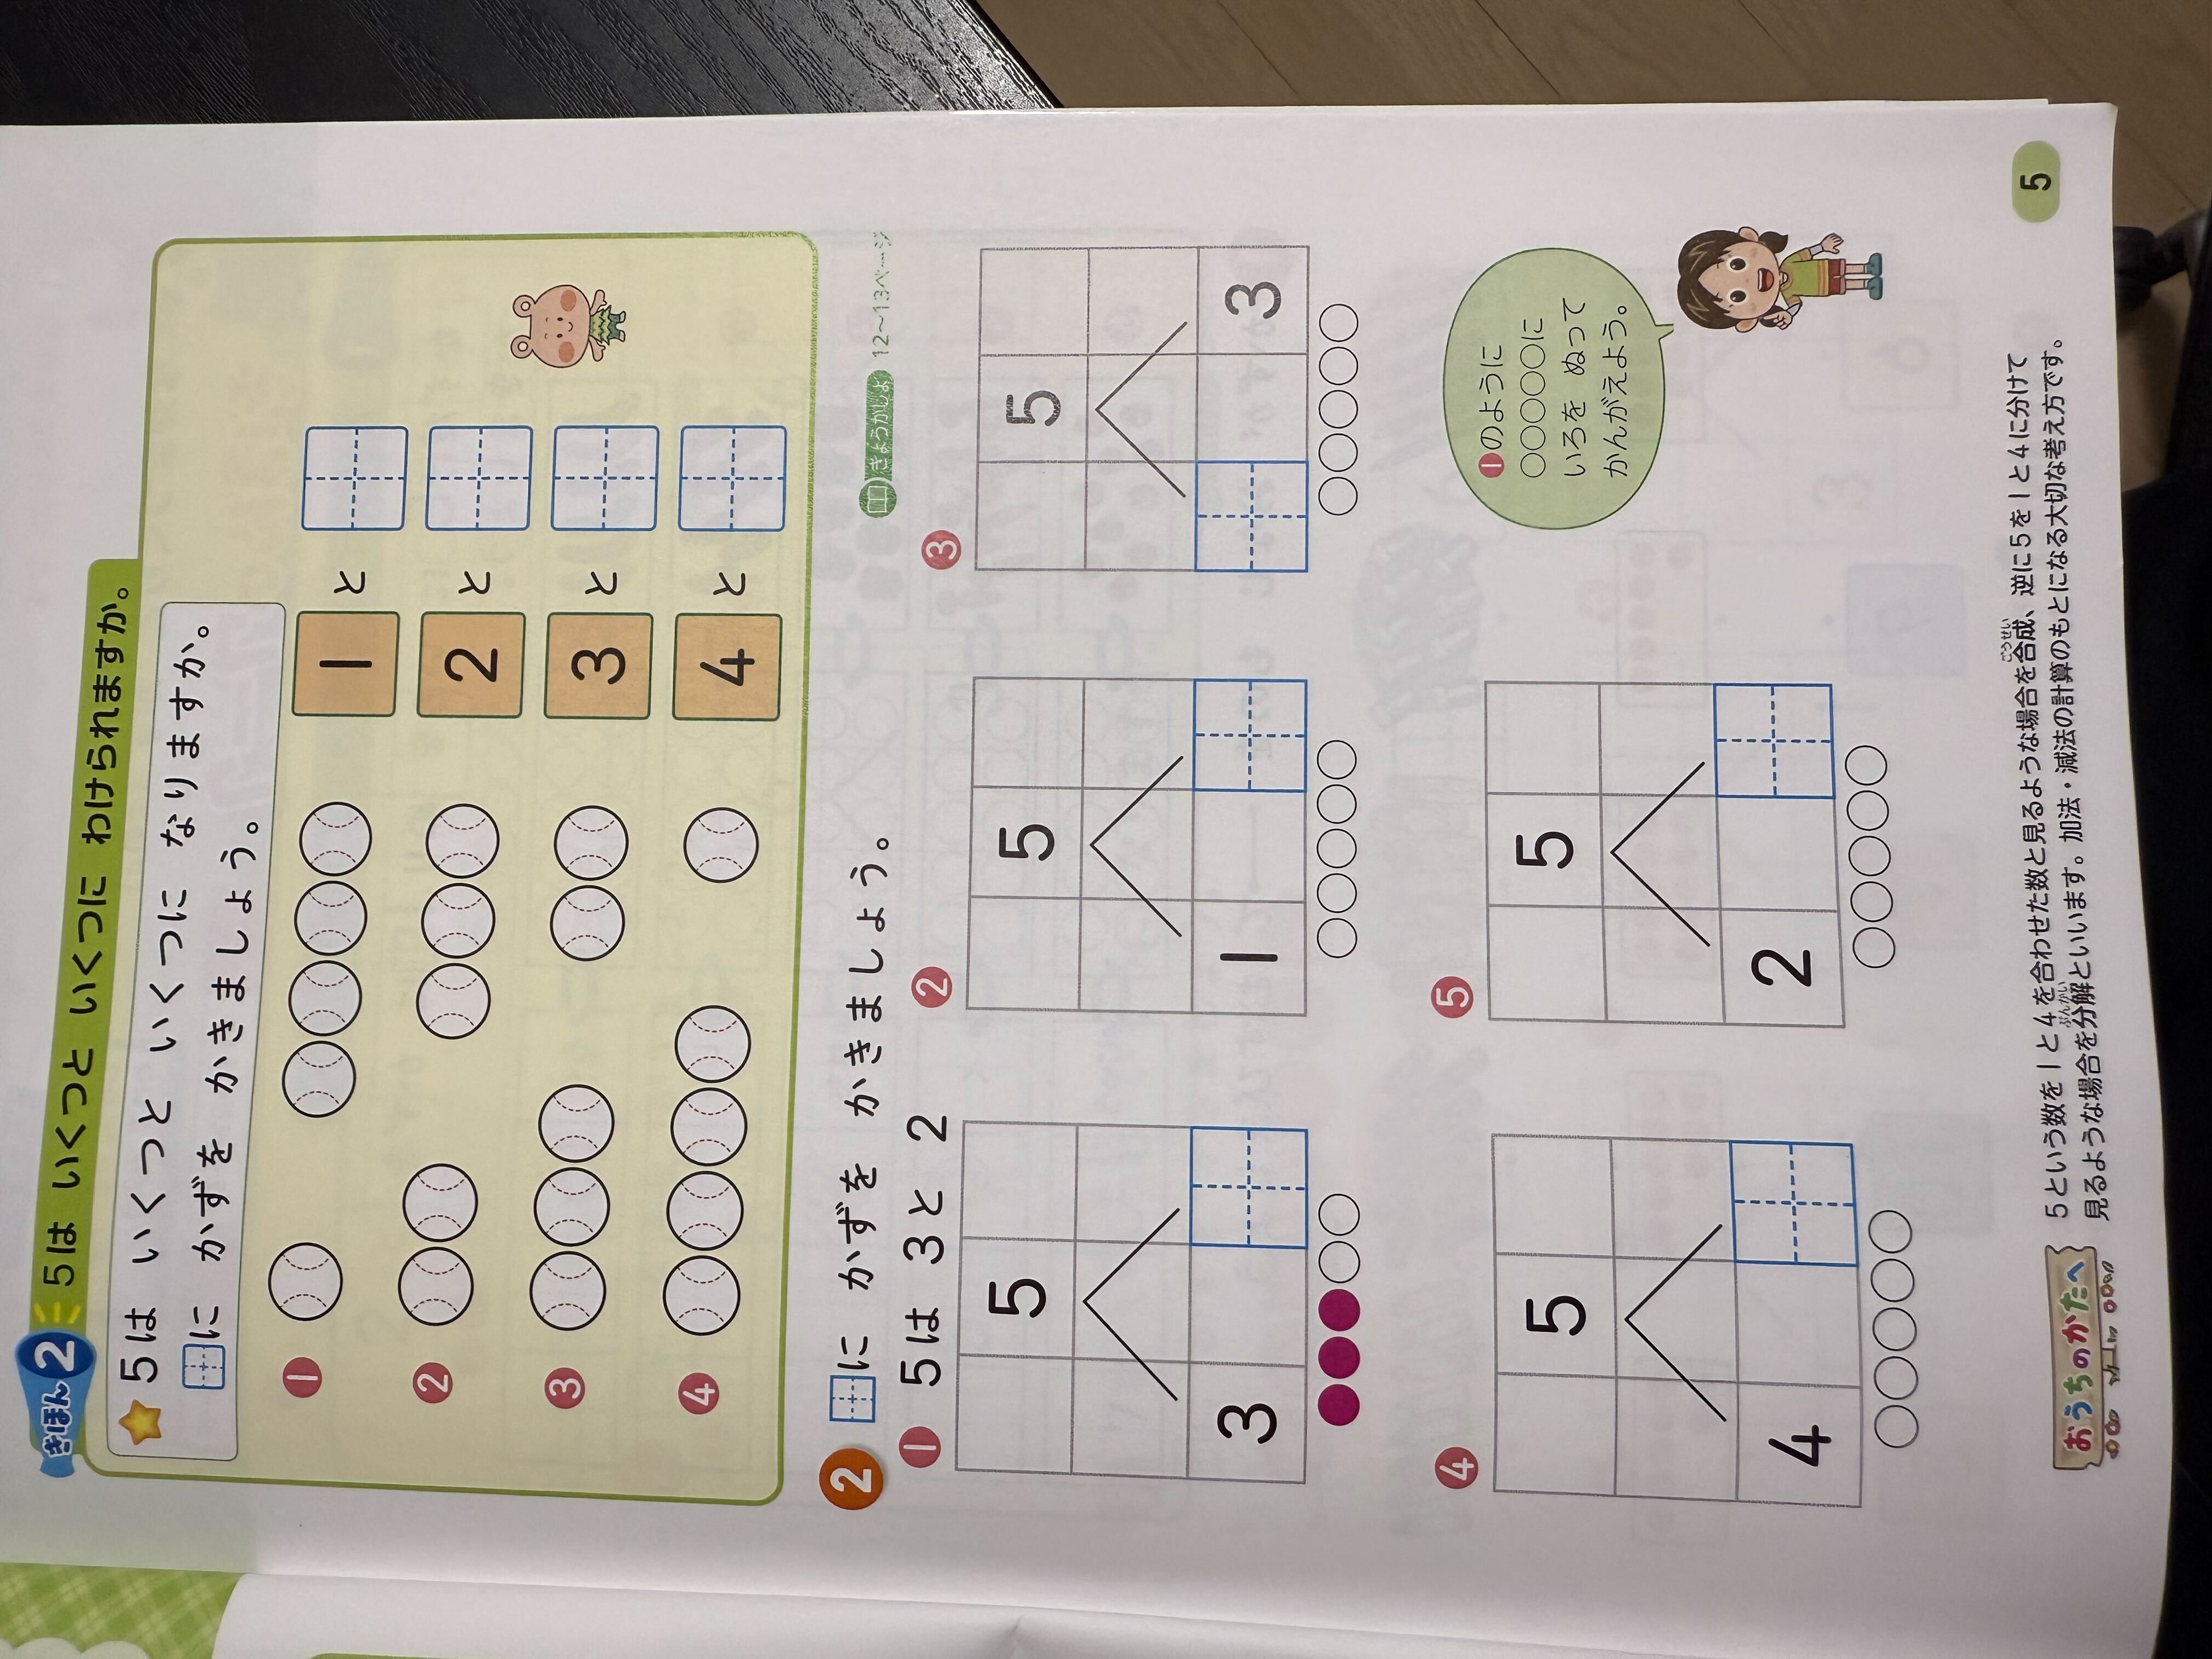 きほん2 5は いくつと いくつに わけられますか。
5は いくつと いくつに なりますか。
に かずを かきましょう。
1 1 と
2 2 と
3 3 と
4 4 と
2 に かずを かきましょう。
きょうかしょ 12〜13ページ
1 5は 3と 2
5
3
2
5
1
3
5
3
4
5
4
5
5
2
1のように
○○○○○に
いろを ぬって
かんがえよう。
おうちのかたへ
5という数を1と4を合わせた数と見るような場合を合成、逆に5を1と4に分けて
見るような場合を分解といいます。加法・減法の計算のもとになる大切な考え方です。
ごうせい
ぶんかい
5